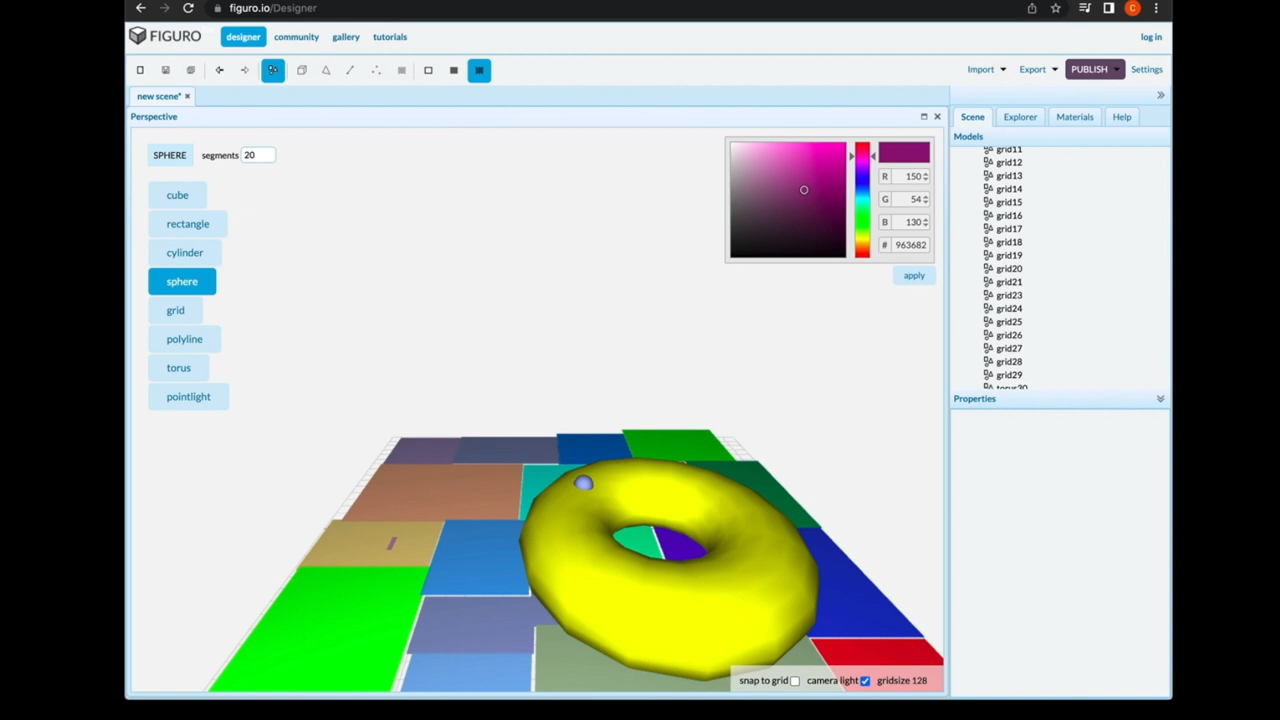 figuro.io/Designer
C
FIGURO designer community gallery tutorials log in
Import Export PUBLISH Settings
new scene*
Perspective
SPHERE segments 20
cube
rectangle
cylinder
sphere
grid
polyline
torus
pointlight
R 150
G 54
B 130
# 963682
apply
snap to grid camera light gridsize 128
Scene Explorer Materials Help
Models
grid11
grid12
grid13
grid14
grid15
grid16
grid17
grid18
grid19
grid20
grid21
grid23
grid24
grid25
grid26
grid27
grid28
grid29
torus30
Properties